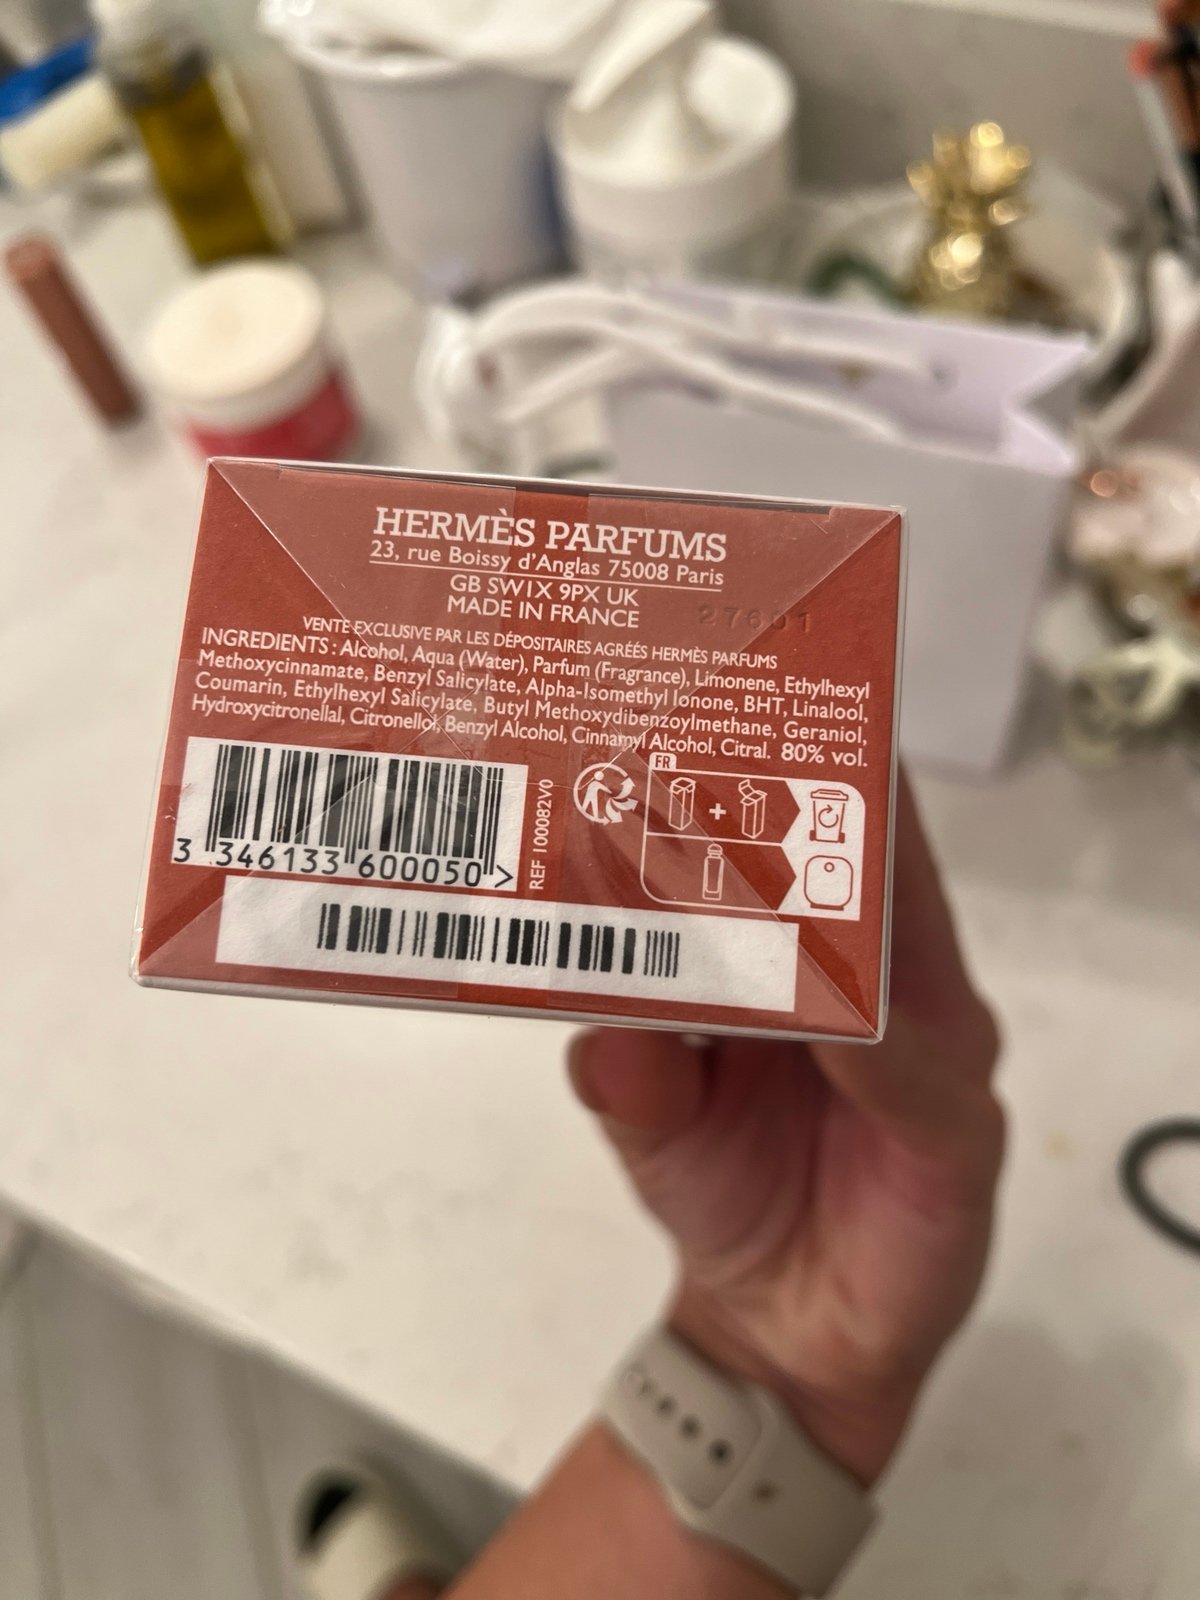 HERMÈS PARFUMS
23, rue Boissy d'Anglas 75008 Paris
GB SW1X 9PX UK
MADE IN FRANCE
27601
VENTE EXCLUSIVE PAR LES DÉPOSITAIRES AGRÉÉS HERMÈS PARFUMS
INGREDIENTS : Alcohol, Aqua (Water), Parfum (Fragrance), Limonene, Ethylhexyl
Methoxycinnamate, Benzyl Salicylate, Alpha-Isomethyl Ionone, BHT, Linalool,
Coumarin, Ethylhexyl Salicylate, Butyl Methoxydibenzoylmethane, Geraniol,
Hydroxycitronellal, Citronellol, Benzyl Alcohol, Cinnamyl Alcohol, Citral. 80% vol.
FR
+
3 346133 600050 >
REF 100082V0